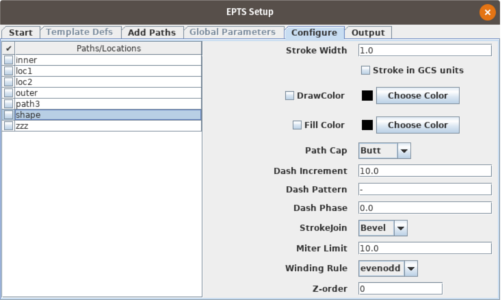 EPTS Setup
Start Template Defs Add Paths Global Parameters Configure Output
✔ Paths/Locations
inner
loc1
loc2
outer
path3
shape
zzz
Stroke Width 1.0
Stroke in GCS units
DrawColor Choose Color
Fill Color Choose Color
Path Cap Butt
Dash Increment 10.0
Dash Pattern -
Dash Phase 0.0
StrokeJoin Bevel
Miter Limit 10.0
Winding Rule evenodd
Z-order 0